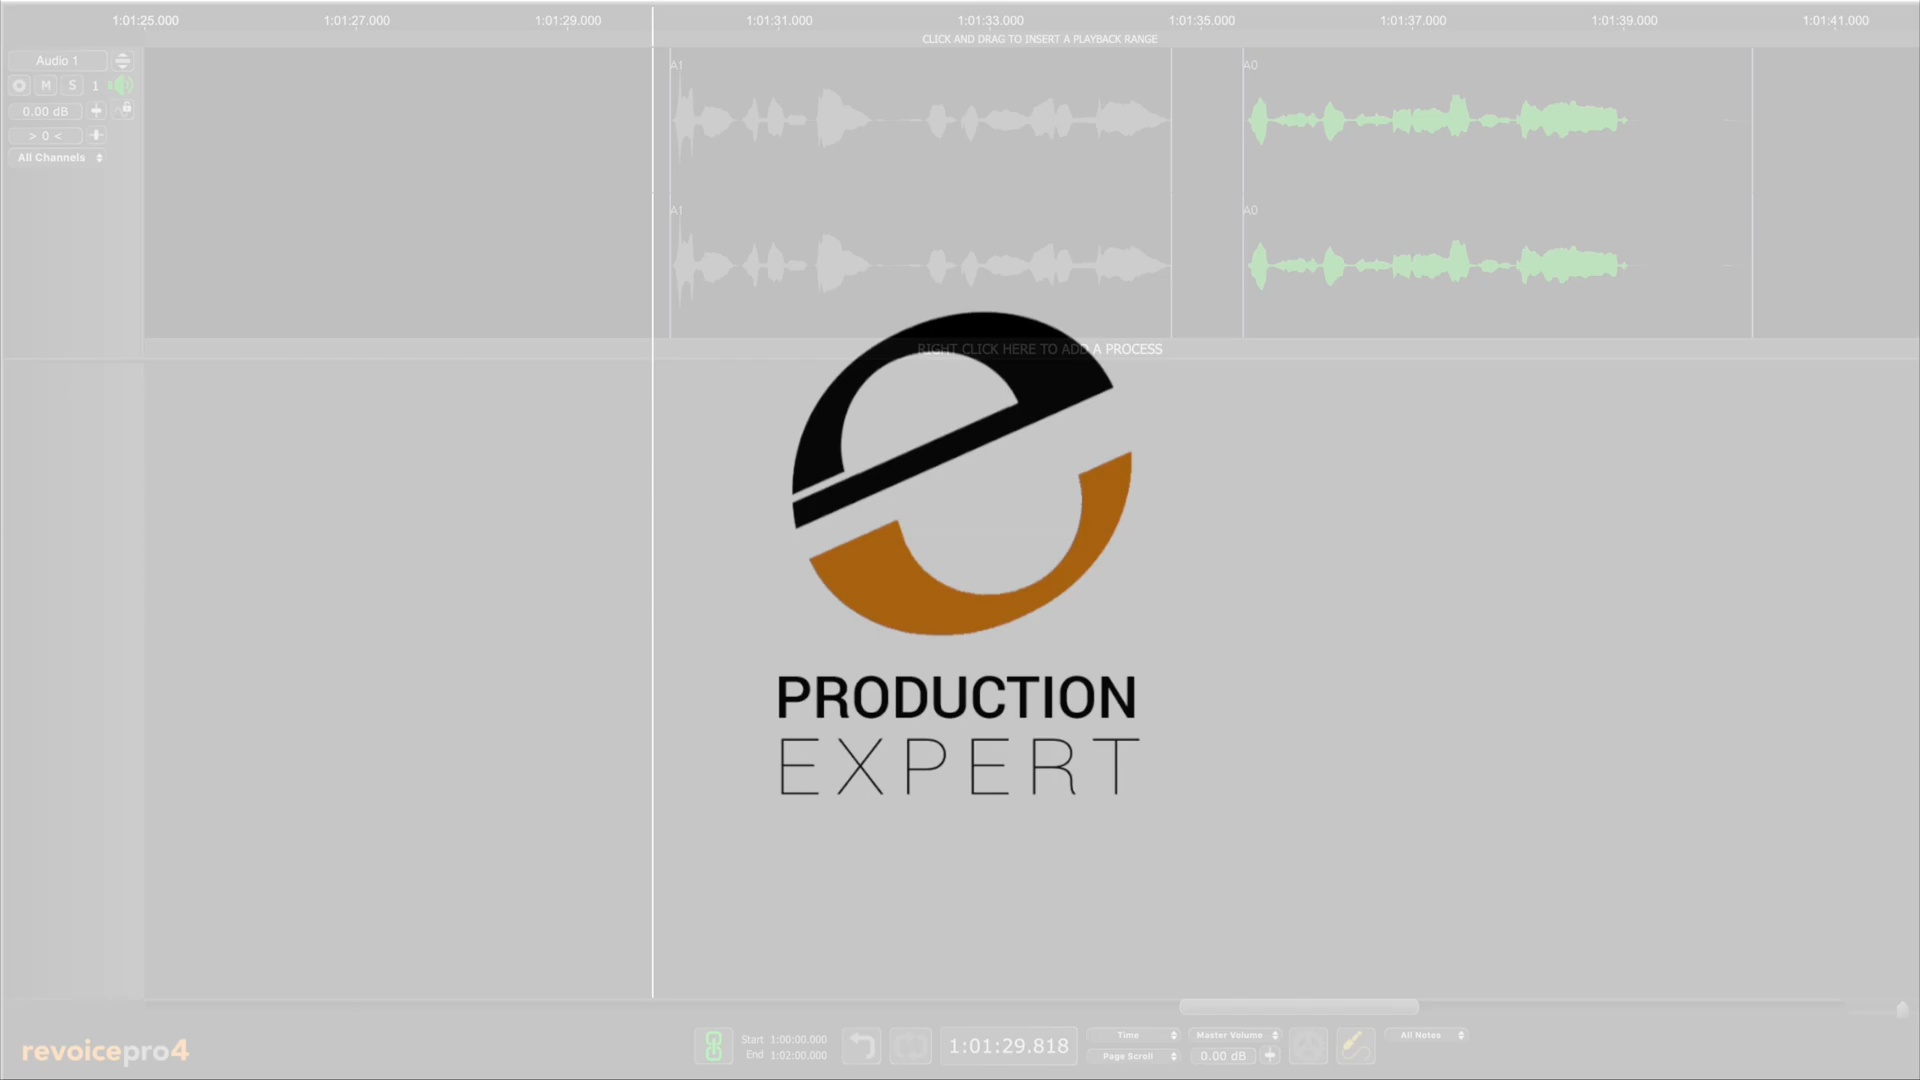 1:01:25.000 1:01:27.000 1:01:29.000 1:01:31.000 1:01:33.000 1:01:35.000 1:01:37.000 1:01:39.000 1:01:41.000
CLICK AND DRAG TO INSERT A PLAYBACK RANGE
Audio 1
A1 A0
M S 1
0.00 dB
> 0 <
All Channels
A1 A0
RIGHT CLICK HERE TO ADD A PROCESS
PRODUCTION
EXPERT
revoicepro4
Start 1:00:00.000
End 1:02:00.000
1:01:29.818
Time
Page Scroll
Master Volume
0.00 dB
All Notes